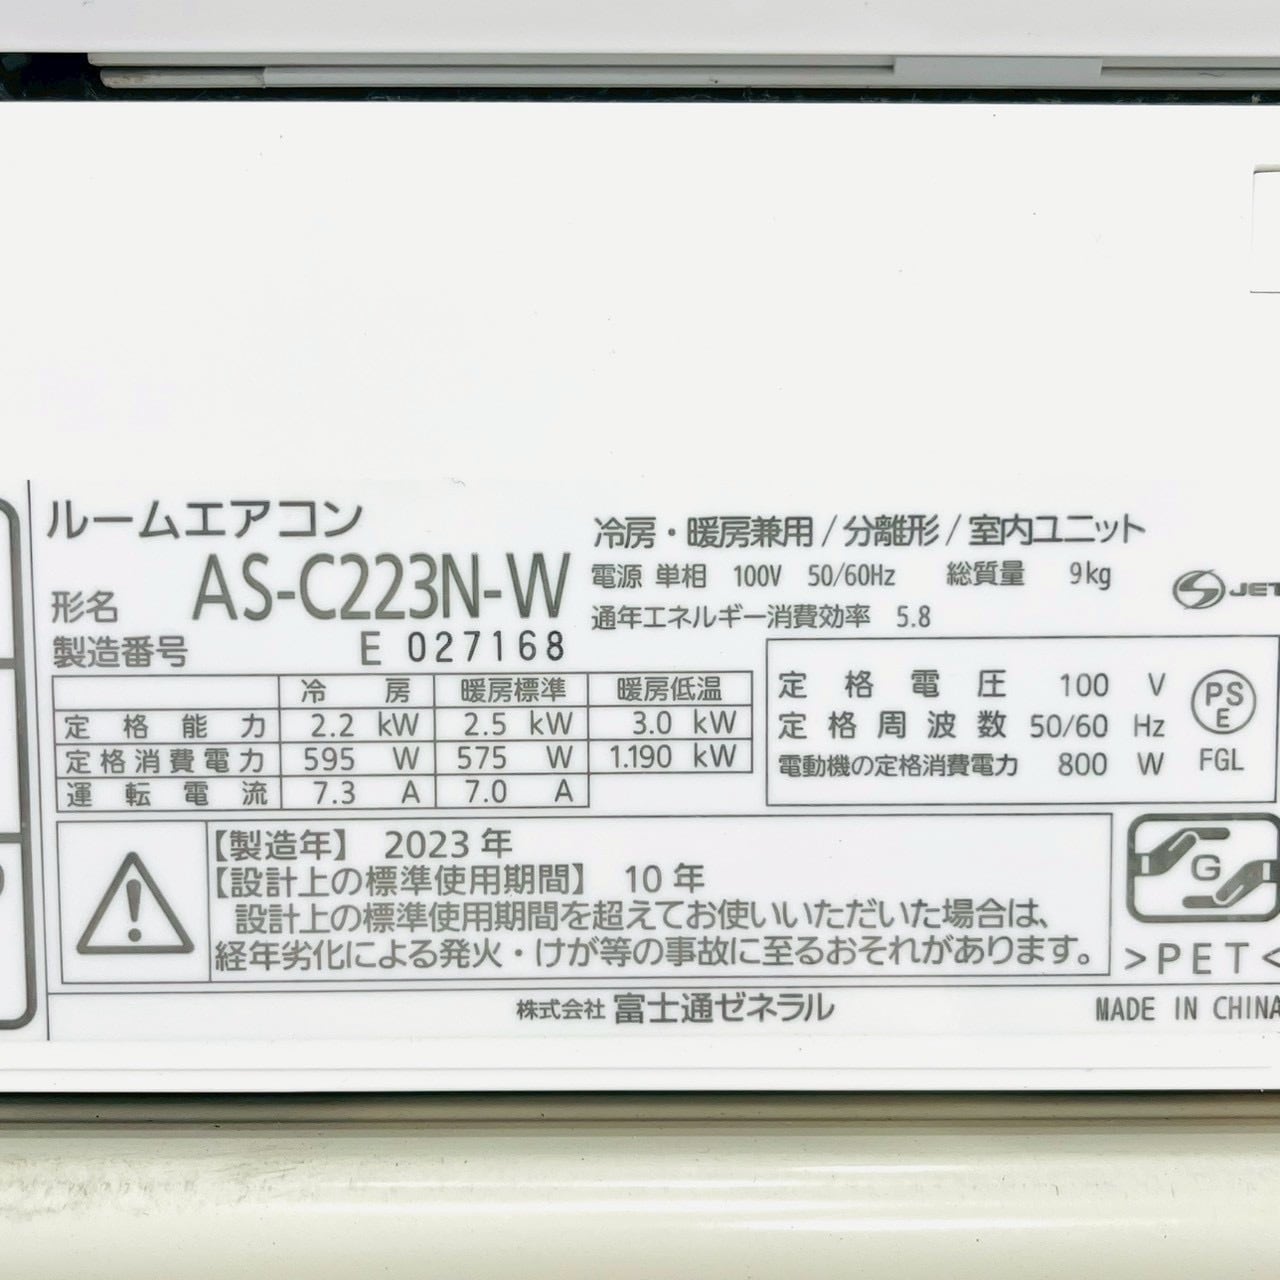 ルームエアコン
形名 AS-C223N-W
製造番号 E 027168
冷房・暖房兼用/分離形/室内ユニット
電源 単相 100V 50/60Hz 総質量 9kg
通年エネルギー消費効率 5.8
JET
冷房 暖房標準 暖房低温
定格能力 2.2 kW 2.5 kW 3.0 kW
定格消費電力 595 W 575 W 1.190 kW
運転電流 7.3 A 7.0 A
定格電圧 100 V
定格周波数 50/60 Hz
電動機の定格消費電力 800 W
PS
E
FGL
【製造年】 2023年
【設計上の標準使用期間】 10年
設計上の標準使用期間を超えてお使いいただいた場合は、
経年劣化による発火・けが等の事故に至るおそれがあります。
G
>PET<
株式会社 富士通ゼネラル
MADE IN CHINA